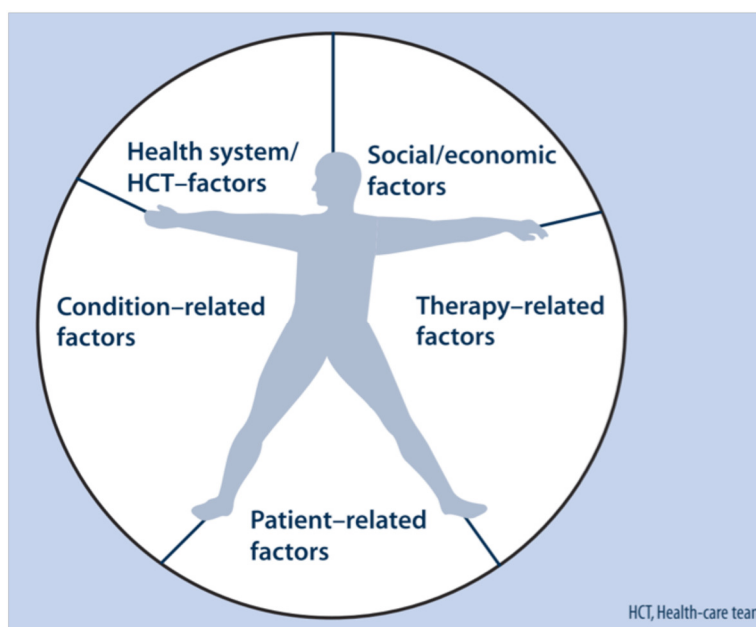 Health system/
HCT–factors
Social/economic
factors
Condition–related
factors
Therapy–related
factors
Patient–related
factors
HCT, Health-care